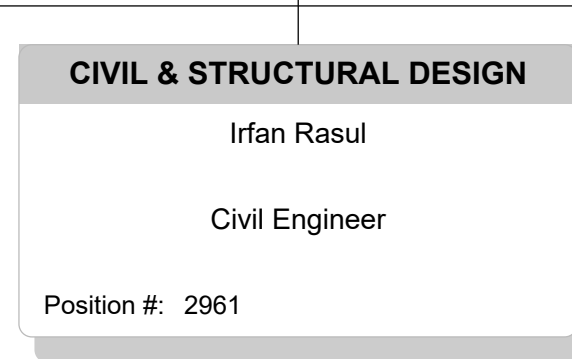 CIVIL & STRUCTURAL DESIGN
Irfan Rasul
Civil Engineer
Position #: 2961